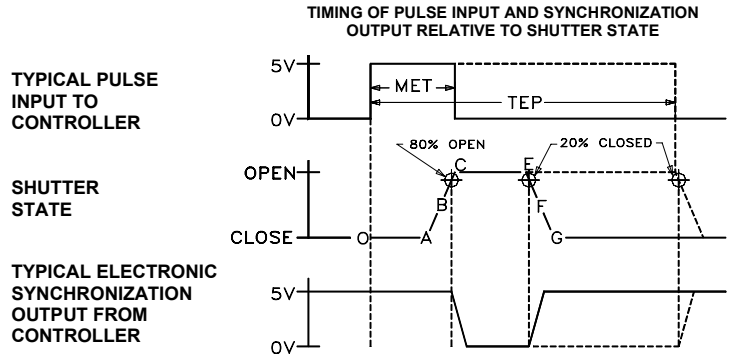 TIMING OF PULSE INPUT AND SYNCHRONIZATION
OUTPUT RELATIVE TO SHUTTER STATE
TYPICAL PULSE
INPUT TO
CONTROLLER
5V
0V
MET
TEP
SHUTTER
STATE
OPEN
CLOSE
80% OPEN
20% CLOSED
O
A
B
C
E
F
G
TYPICAL ELECTRONIC
SYNCHRONIZATION
OUTPUT FROM
CONTROLLER
5V
0V